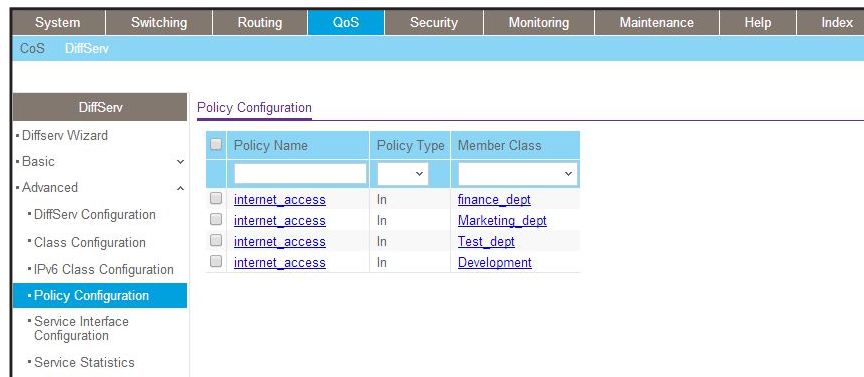 System Switching Routing QoS Security Monitoring Maintenance Help Index
CoS DiffServ
DiffServ
Diffserv Wizard
Basic
Advanced
DiffServ Configuration
Class Configuration
IPv6 Class Configuration
Policy Configuration
Service Interface
Configuration
Service Statistics
Policy Configuration
Policy Name Policy Type Member Class
internet_access In finance_dept
internet_access In Marketing_dept
internet_access In Test_dept
internet_access In Development